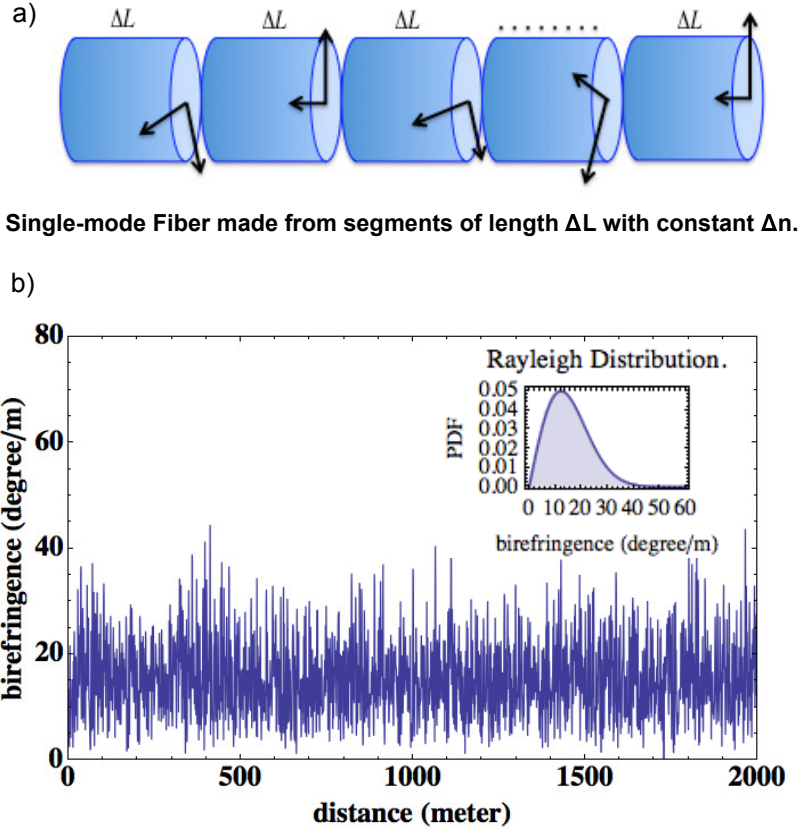 a)
ΔL ΔL ΔL ........ ΔL
Single-mode Fiber made from segments of length ΔL with constant Δn.
b)
80
60
40
20
0
birefringence (degree/m)
0 500 1000 1500 2000
distance (meter)
Rayleigh Distribution.
0.05
0.04
0.03
0.02
0.01
0.00
PDF
0 10 20 30 40 50 60
birefringence (degree/m)